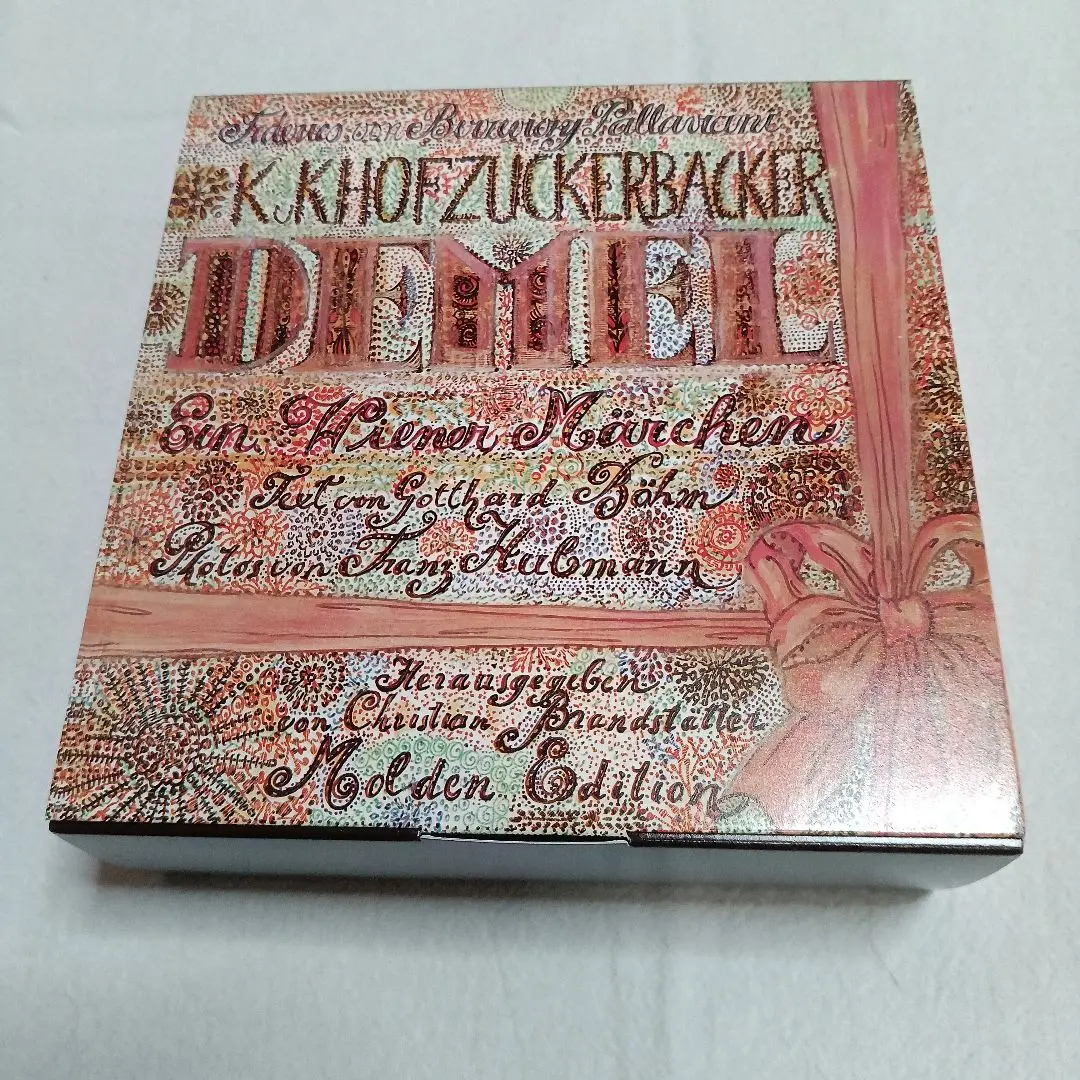 Federico von Berzeviczy-Pallavicini
K. u. K. HOFZUCKERBÄCKER
DEMEL
Ein Wiener Märchen
Text von Gotthard Böhm
Photos von Franz Hubmann
Herausgegeben
von Christian Brandstätter
Molden Edition